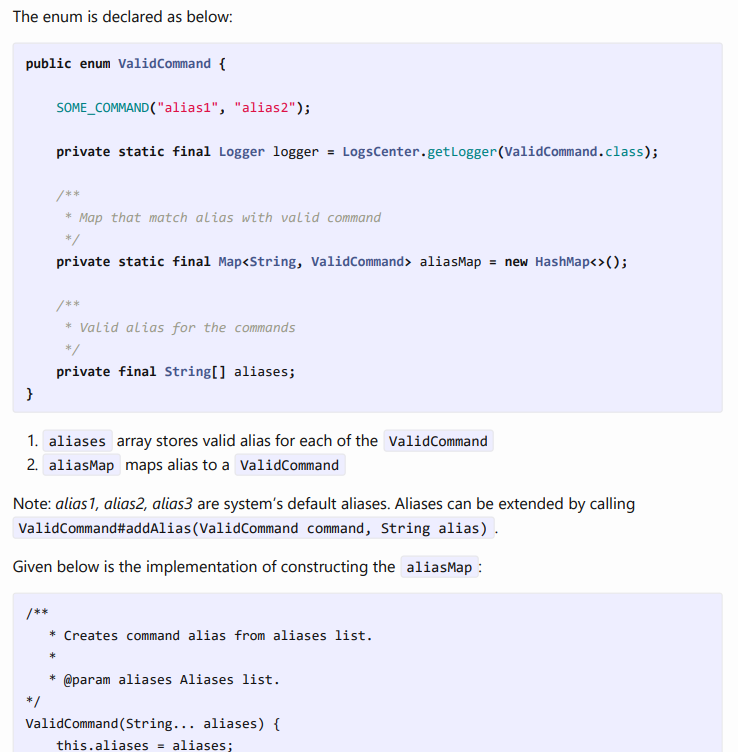 The enum is declared as below:
public enum ValidCommand {
SOME_COMMAND("alias1", "alias2");
private static final Logger logger = LogsCenter.getLogger(ValidCommand.class);
/**
* Map that match alias with valid command
*/
private static final Map<String, ValidCommand> aliasMap = new HashMap<>();
/**
* Valid alias for the commands
*/
private final String[] aliases;
}
1. aliases array stores valid alias for each of the ValidCommand
2. aliasMap maps alias to a ValidCommand
Note: alias1, alias2, alias3 are system's default aliases. Aliases can be extended by calling
ValidCommand#addAlias(ValidCommand command, String alias) .
Given below is the implementation of constructing the aliasMap :
/**
* Creates command alias from aliases list.
*
* @param aliases Aliases list.
*/
ValidCommand(String... aliases) {
this.aliases = aliases;